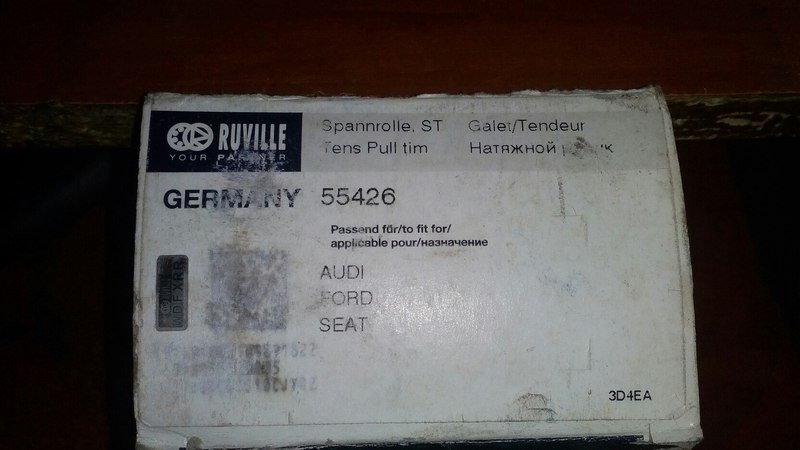 RUVILLE
YOUR PARTNER
Spannrolle, ST Galet/Tendeur
Tens Pull tim Натяжной
GERMANY 55426
Passend für/to fit for/
applicable pour/назначение
AUDI
FORD
SEAT
3D4EA